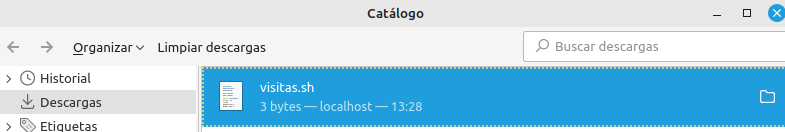 Catálogo
Organizar Limpiar descargas Buscar descargas
Historial
Descargas
Etiquetas
visitas.sh
3 bytes — localhost — 13:28